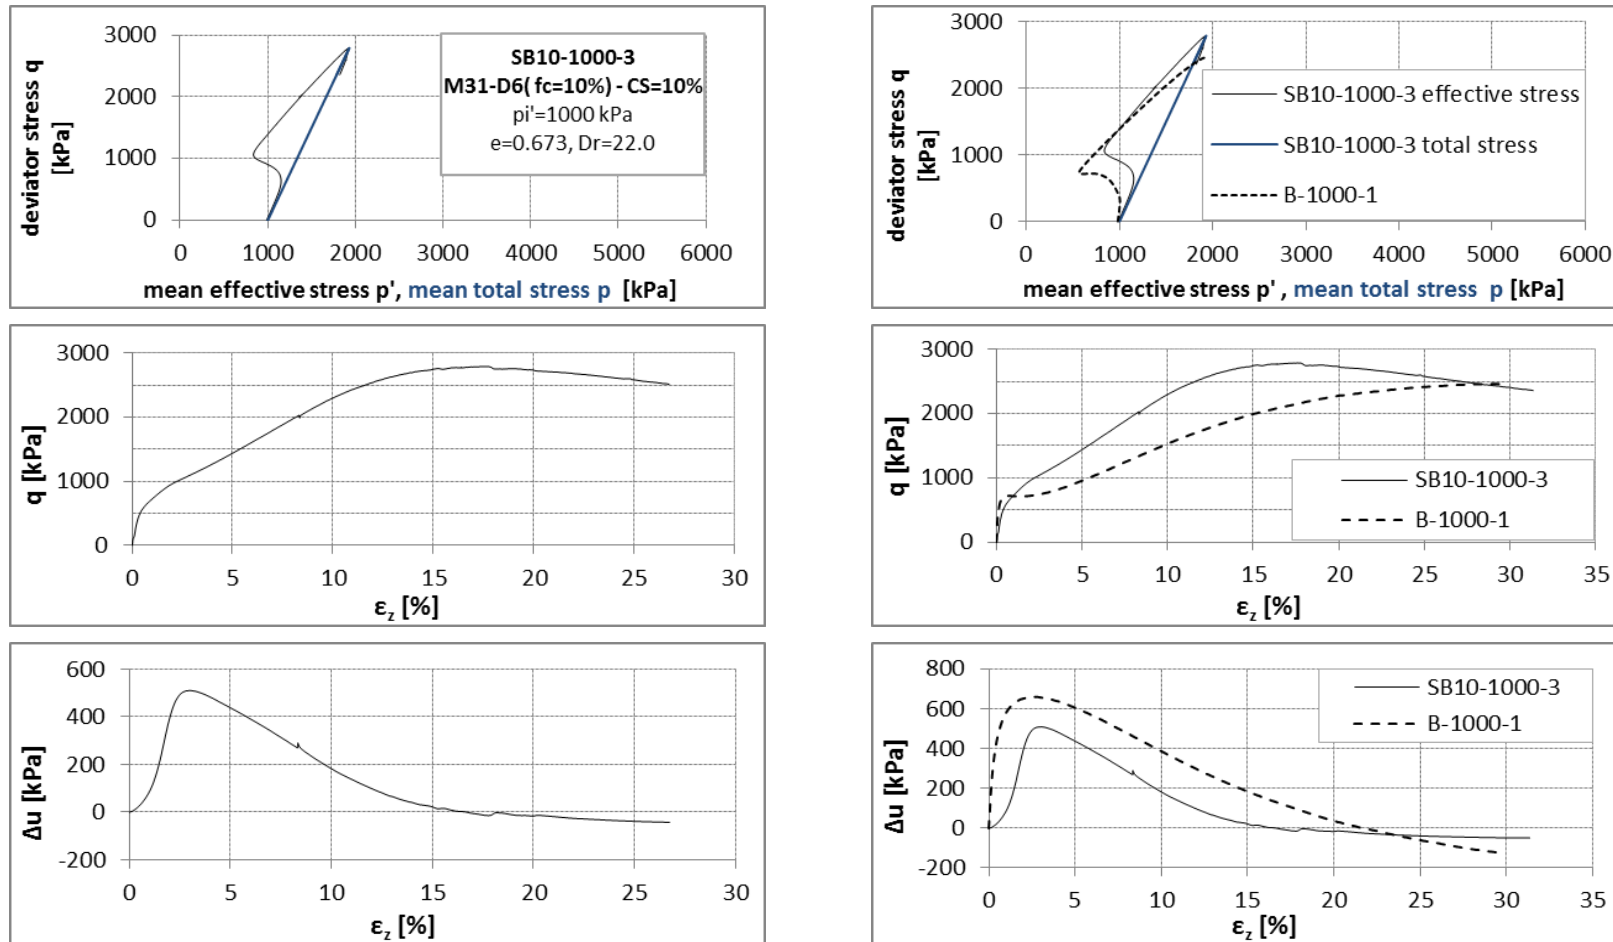 deviator stress q
[kPa]
3000
2000
1000
0
SB10-1000-3
M31-D6( fc=10%) - CS=10%
pi'=1000 kPa
e=0.673, Dr=22.0
0 1000 2000 3000 4000 5000 6000
mean effective stress p', mean total stress p [kPa]
deviator stress q
[kPa]
3000
2000
1000
0
SB10-1000-3 effective stress
SB10-1000-3 total stress
B-1000-1
0 1000 2000 3000 4000 5000 6000
mean effective stress p' , mean total stress p [kPa]
q [kPa]
3000
2000
1000
0
0 5 10 15 20 25 30
εz [%]
q [kPa]
3000
2000
1000
0
SB10-1000-3
B-1000-1
0 5 10 15 20 25 30 35
εz [%]
Δu [kPa]
600
400
200
0
-200
0 5 10 15 20 25 30
εz [%]
Δu [kPa]
800
600
400
200
0
-200
SB10-1000-3
B-1000-1
0 5 10 15 20 25 30 35
εz [%]